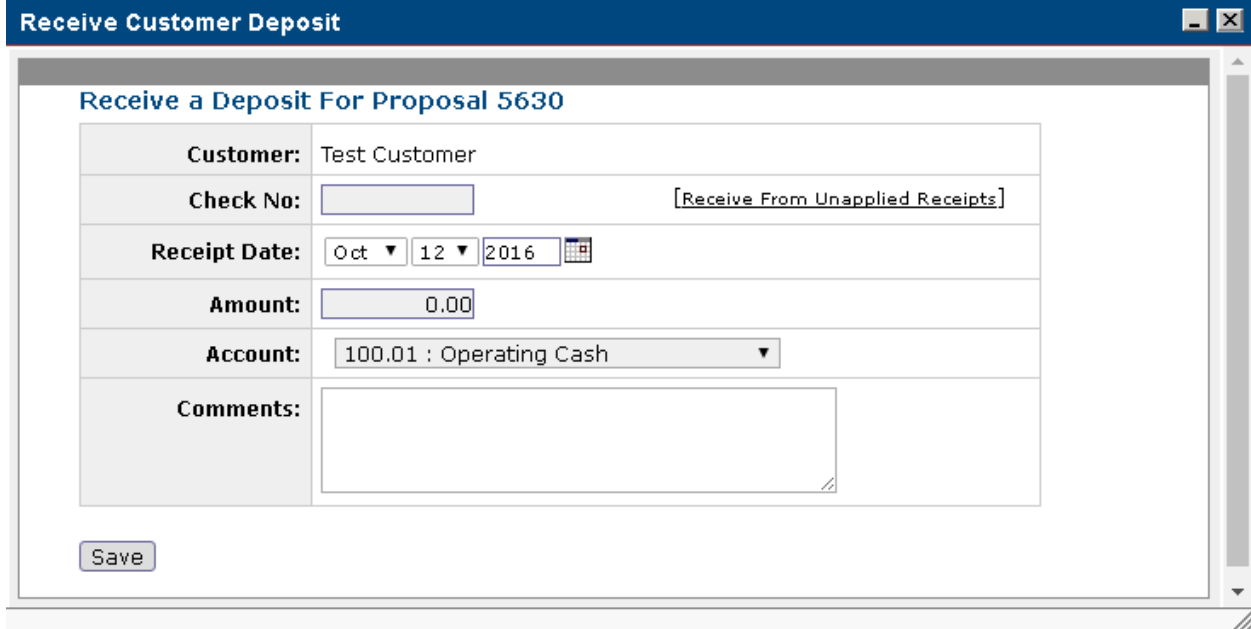 Receive Customer Deposit
Receive a Deposit For Proposal 5630
Customer: Test Customer
Check No: [Receive From Unapplied Receipts]
Receipt Date: Oct 12 2016
Amount: 0.00
Account: 100.01 : Operating Cash
Comments:
Save